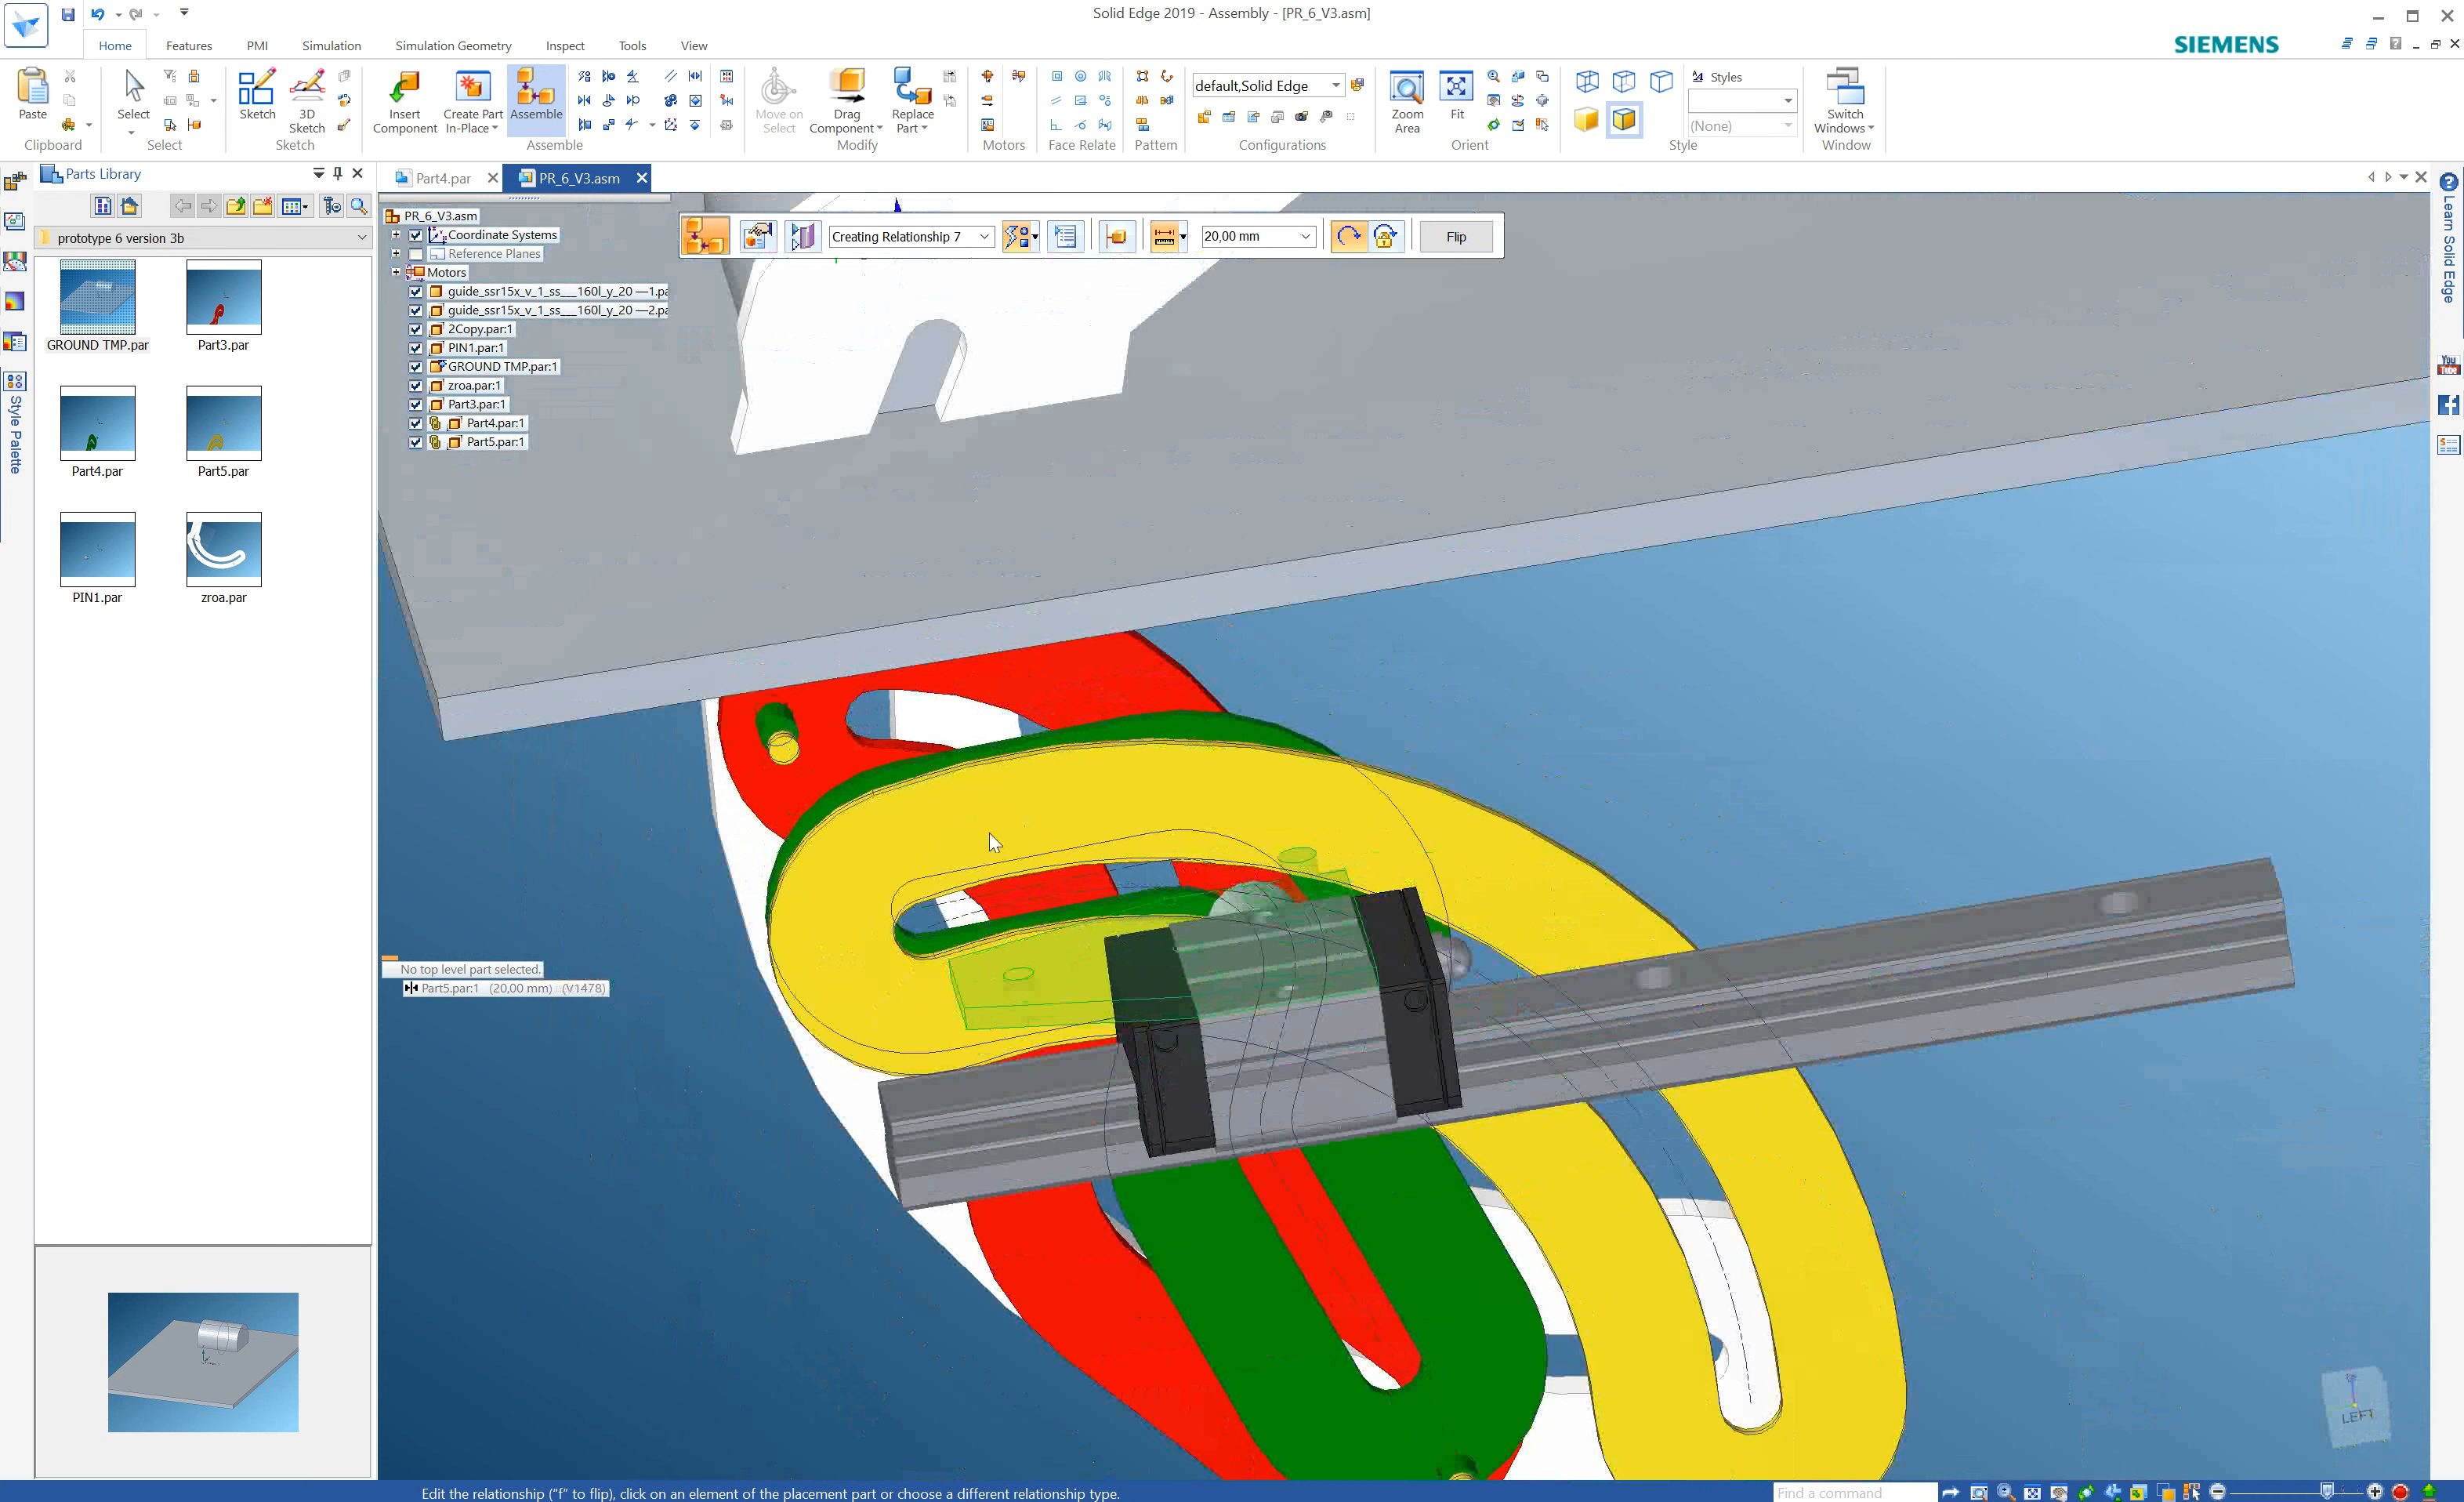 Solid Edge 2019 - Assembly - [PR_6_V3.asm]
Home Features PMI Simulation Simulation Geometry Inspect Tools View
SIEMENS
Paste
Clipboard
Select
Select
Sketch
3D Sketch
Sketch
Insert Component
Create Part In-Place
Assemble
Assemble
Move on Select
Drag Component
Replace Part
Modify
Motors
Face Relate
Pattern
default,Solid Edge
Configurations
Zoom Area
Fit
Orient
Styles
(None)
Style
Switch Windows
Window
Parts Library
prototype 6 version 3b
GROUND TMP.par
Part3.par
Part4.par
Part5.par
PIN1.par
zroa.par
Style Palette
Part4.par
PR_6_V3.asm
PR_6_V3.asm
Coordinate Systems
Reference Planes
Motors
guide_ssr15x_v_1_ss___160l_y_20 —1.pa
guide_ssr15x_v_1_ss___160l_y_20 —2.pa
2Copy.par:1
PIN1.par:1
GROUND TMP.par:1
zroa.par:1
Part3.par:1
Part4.par:1
Part5.par:1
Creating Relationship 7
20,00 mm
Flip
No top level part selected.
Part5.par:1 (20,00 mm) (V1478)
LEFT
Learn Solid Edge
You
Tube
Edit the relationship ("f" to flip), click on an element of the placement part or choose a different relationship type.
Find a command